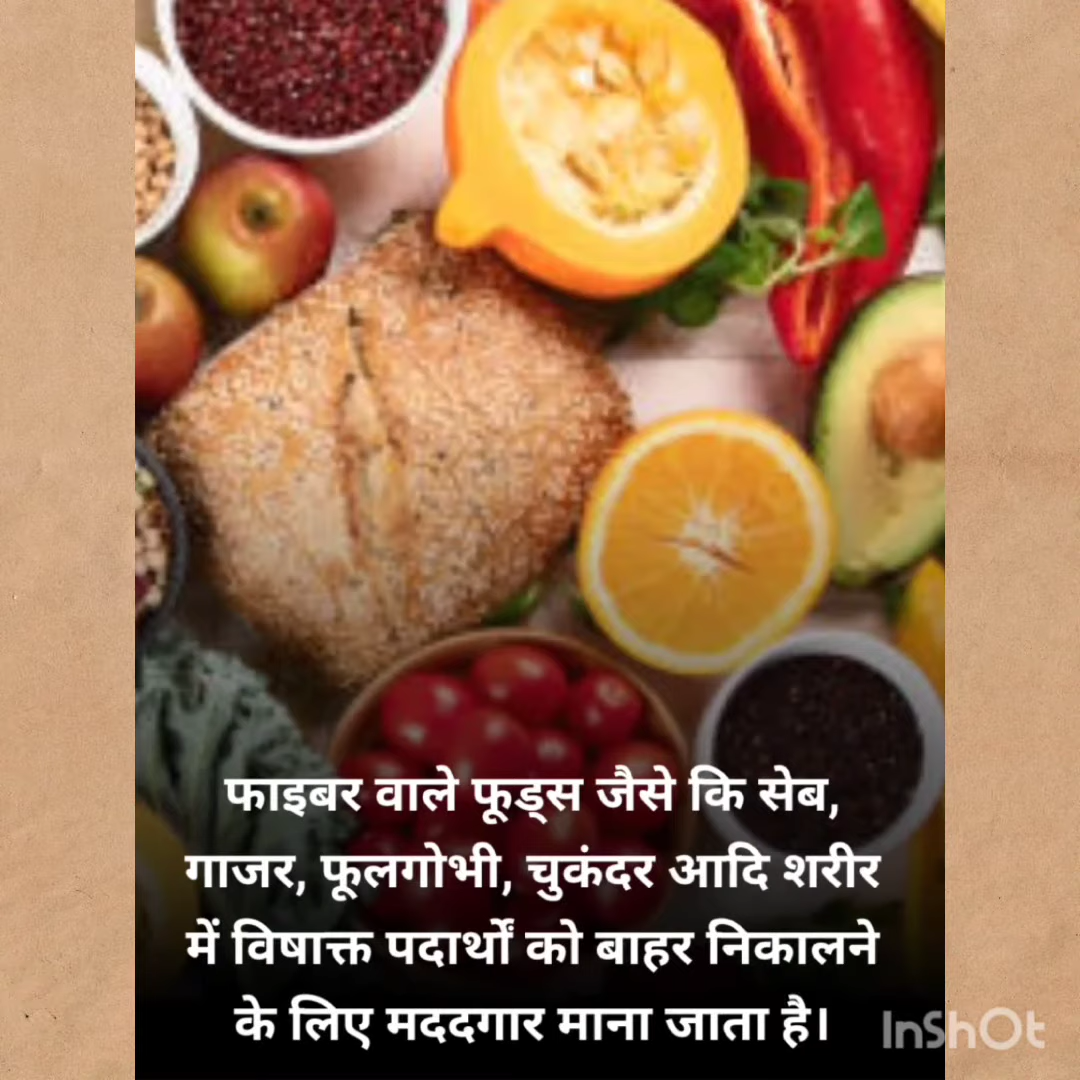 फाइबर वाले फूड्स जैसे कि सेब,
गाजर, फूलगोभी, चुकंदर आदि शरीर
में विषाक्त पदार्थों को बाहर निकालने
के लिए मददगार माना जाता है।
InShOt